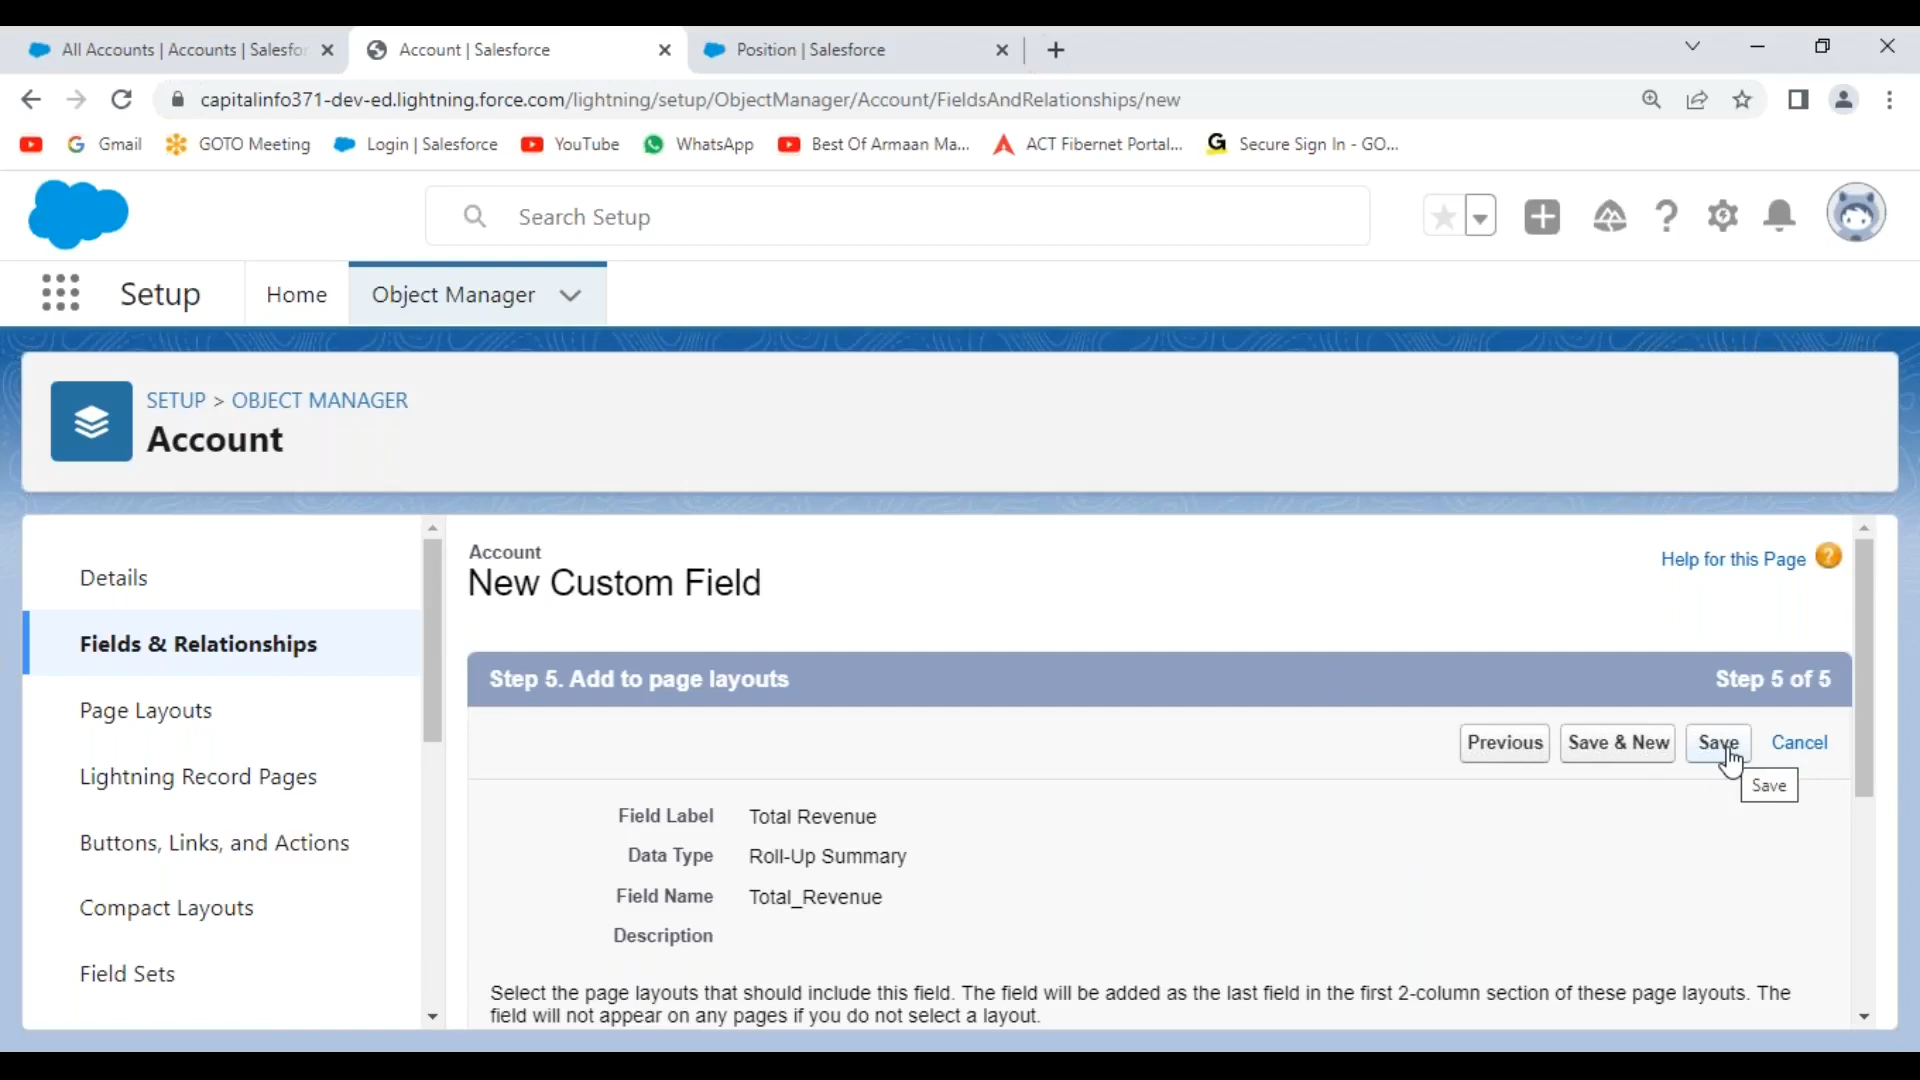 All Accounts | Accounts | Salesfor
Account | Salesforce
Position | Salesforce
capitalinfo371-dev-ed.lightning.force.com/lightning/setup/ObjectManager/Account/FieldsAndRelationships/new
Gmail
GOTO Meeting
Login | Salesforce
YouTube
WhatsApp
Best Of Armaan Ma...
ACT Fibernet Portal...
Secure Sign In - GO...
Search Setup
Setup
Home
Object Manager
SETUP > OBJECT MANAGER
Account
Details
Fields & Relationships
Page Layouts
Lightning Record Pages
Buttons, Links, and Actions
Compact Layouts
Field Sets
Account
New Custom Field
Help for this Page
Step 5. Add to page layouts
Step 5 of 5
Previous
Save & New
Save
Cancel
Save
Field Label Total Revenue
Data Type Roll-Up Summary
Field Name Total_Revenue
Description
Select the page layouts that should include this field. The field will be added as the last field in the first 2-column section of these page layouts. The
field will not appear on any pages if you do not select a layout.